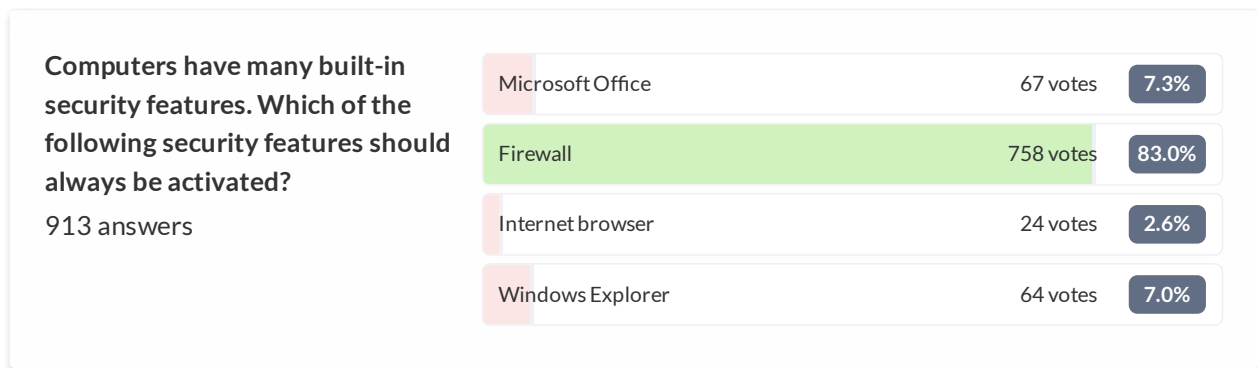 Computers have many built-in
security features. Which of the
following security features should
always be activated?
913 answers
Microsoft Office 67 votes 7.3%
Firewall 758 votes 83.0%
Internet browser 24 votes 2.6%
Windows Explorer 64 votes 7.0%